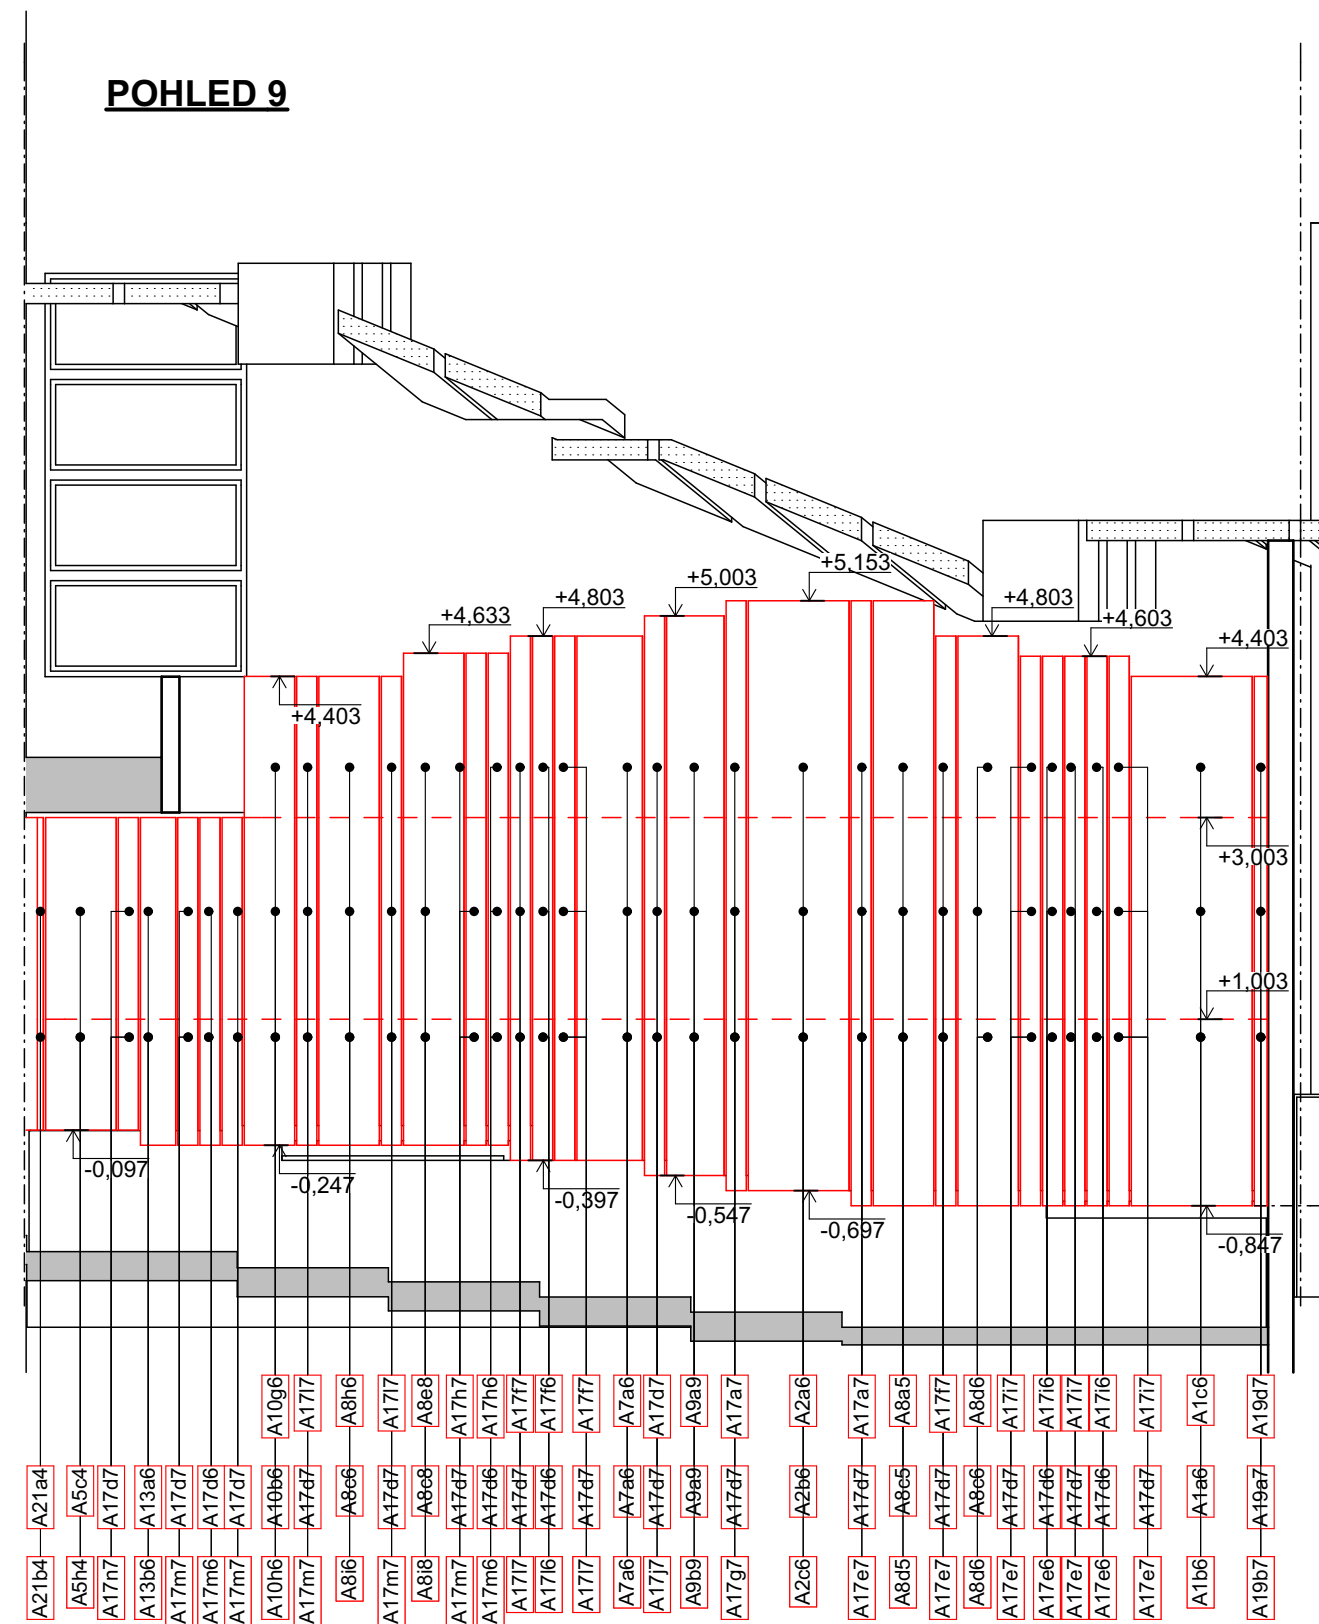 POHLED 9
+5,153
+5,003
+4,803
+4,803
+4,633
+4,603
+4,403
+4,403
+3,003
+1,003
-0,097
-0,247
-0,397
-0,547
-0,697
-0,847
A10g6
A17l7
A8h6
A17l7
A8e8
A17h7
A17h6
A17f7
A17f6
A17f7
A7a6
A17d7
A9a9
A17a7
A2a6
A17a7
A8a5
A17f7
A8d6
A17i7
A17i6
A17i7
A17i6
A17i7
A1c6
A19d7
A21a4
A5c4
A17d7
A13a6
A17d7
A17d6
A17d7
A10b6
A17d7
A8c6
A17d7
A8c8
A17d7
A17d6
A17d7
A17d6
A17d7
A7a6
A17d7
A9a9
A17d7
A2b6
A17d7
A8c5
A17d7
A8c6
A17d7
A17d6
A17d7
A17d6
A17d7
A1a6
A19a7
A21b4
A5h4
A17n7
A13b6
A17m7
A17m6
A17m7
A10h6
A17m7
A8i6
A17m7
A8i8
A17m7
A17m6
A17l7
A17l6
A17l7
A7a6
A17j7
A9b9
A17g7
A2c6
A17e7
A8d5
A17e7
A8d6
A17e7
A17e6
A17e7
A17e6
A17e7
A1b6
A19b7